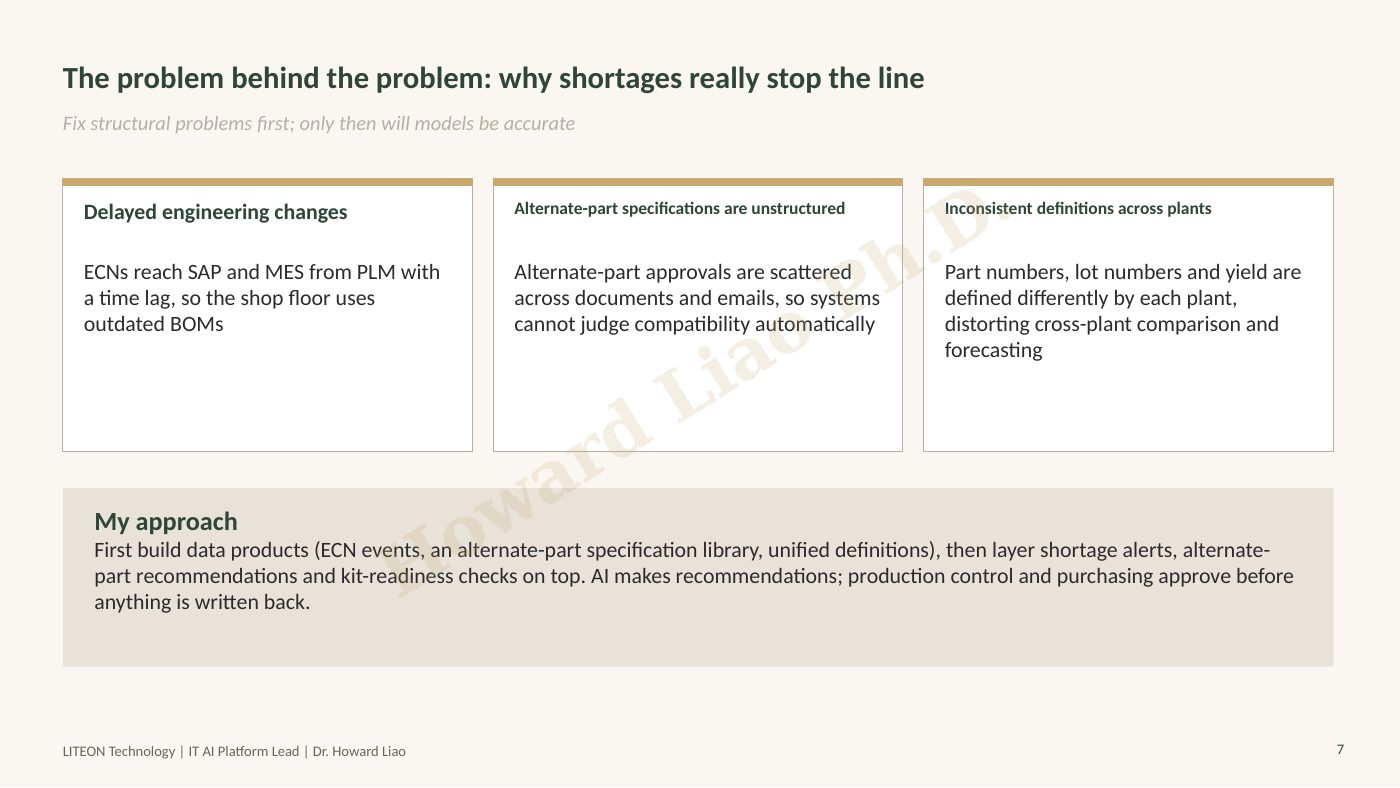 The problem behind the problem: why shortages really stop the line
Fix structural problems first; only then will models be accurate
Delayed engineering changes
ECNs reach SAP and MES from PLM with
a time lag, so the shop floor uses
outdated BOMs
Alternate-part specifications are unstructured
Alternate-part approvals are scattered
across documents and emails, so systems
cannot judge compatibility automatically
Inconsistent definitions across plants
Part numbers, lot numbers and yield are
defined differently by each plant,
distorting cross-plant comparison and
forecasting
Howard Liao Ph.D.
My approach
First build data products (ECN events, an alternate-part specification library, unified definitions), then layer shortage alerts, alternate-
part recommendations and kit-readiness checks on top. AI makes recommendations; production control and purchasing approve before
anything is written back.
LITEON Technology | IT AI Platform Lead | Dr. Howard Liao
7